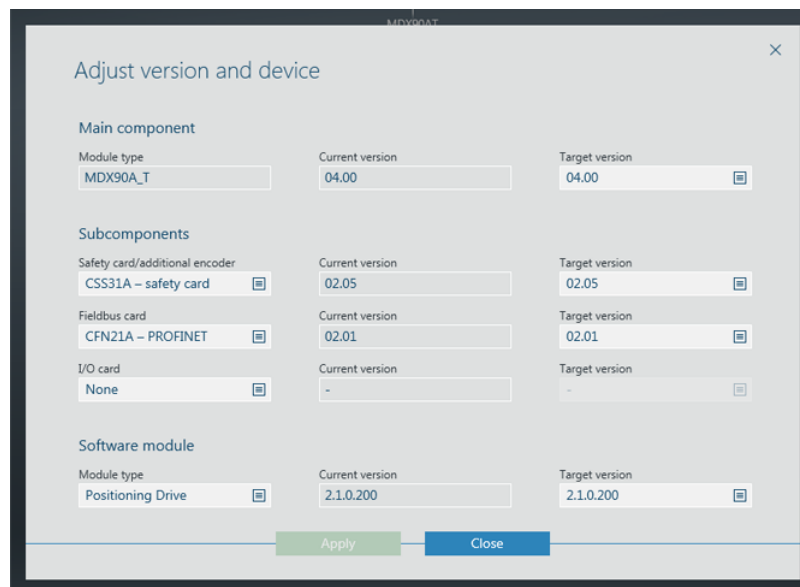 MDX90AT
Adjust version and device
Main component
Module type Current version Target version
MDX90A_T 04.00 04.00
Subcomponents
Safety card/additional encoder Current version Target version
CSS31A – safety card 02.05 02.05
Fieldbus card Current version Target version
CFN21A – PROFINET 02.01 02.01
I/O card Current version Target version
None - -
Software module
Module type Current version Target version
Positioning Drive 2.1.0.200 2.1.0.200
Apply Close